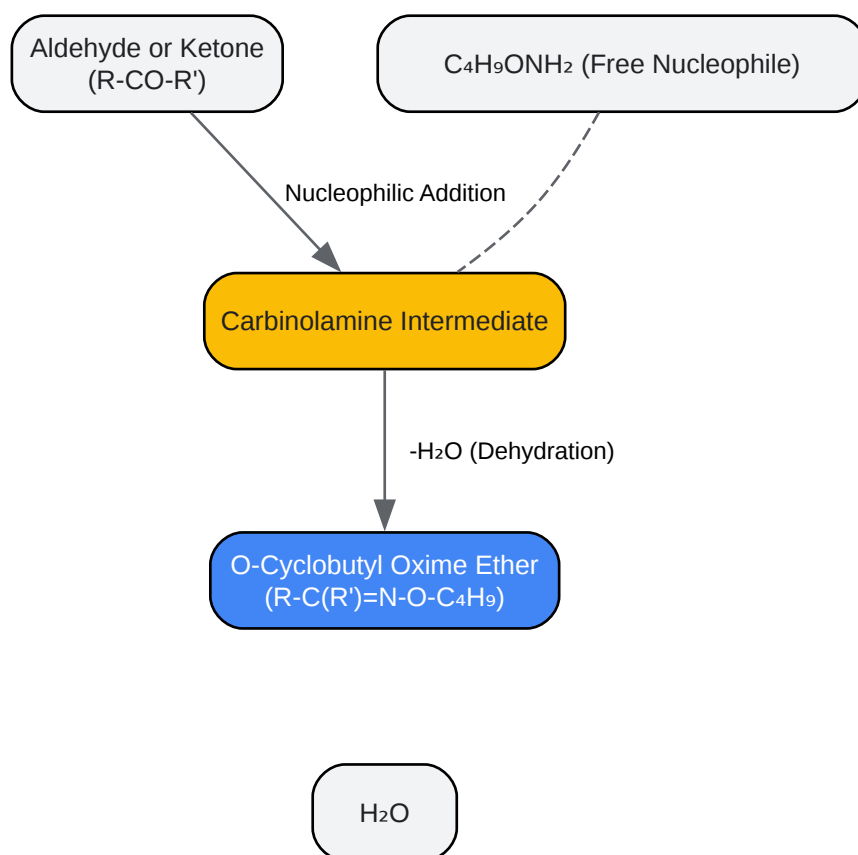 Aldehyde or Ketone
(R-CO-R')
C₄H₉ONH₂ (Free Nucleophile)
Nucleophilic Addition
Carbinolamine Intermediate
-H₂O (Dehydration)
O-Cyclobutyl Oxime Ether
(R-C(R')=N-O-C₄H₉)
H₂O